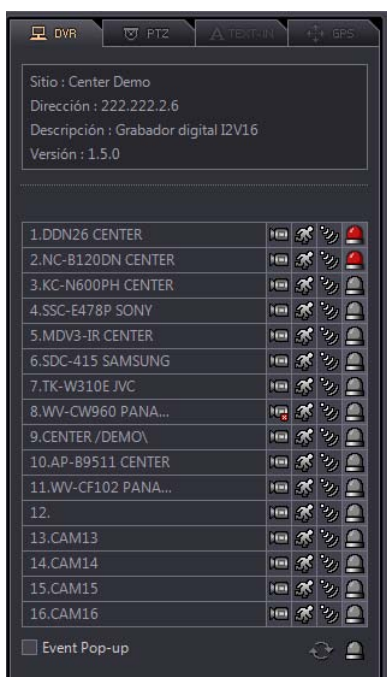 DVR PTZ A TEXT-IN GPS
Sitio : Center Demo
Dirección : 222.222.2.6
Descripción : Grabador digital I2V16
Versión : 1.5.0
1.DDN26 CENTER
2.NC-B120DN CENTER
3.KC-N600PH CENTER
4.SSC-E478P SONY
5.MDV3-IR CENTER
6.SDC-415 SAMSUNG
7.TK-W310E JVC
8.WV-CW960 PANA...
9.CENTER /DEMO\
10.AP-B9511 CENTER
11.WV-CF102 PANA...
12.
13.CAM13
14.CAM14
15.CAM15
16.CAM16
Event Pop-up